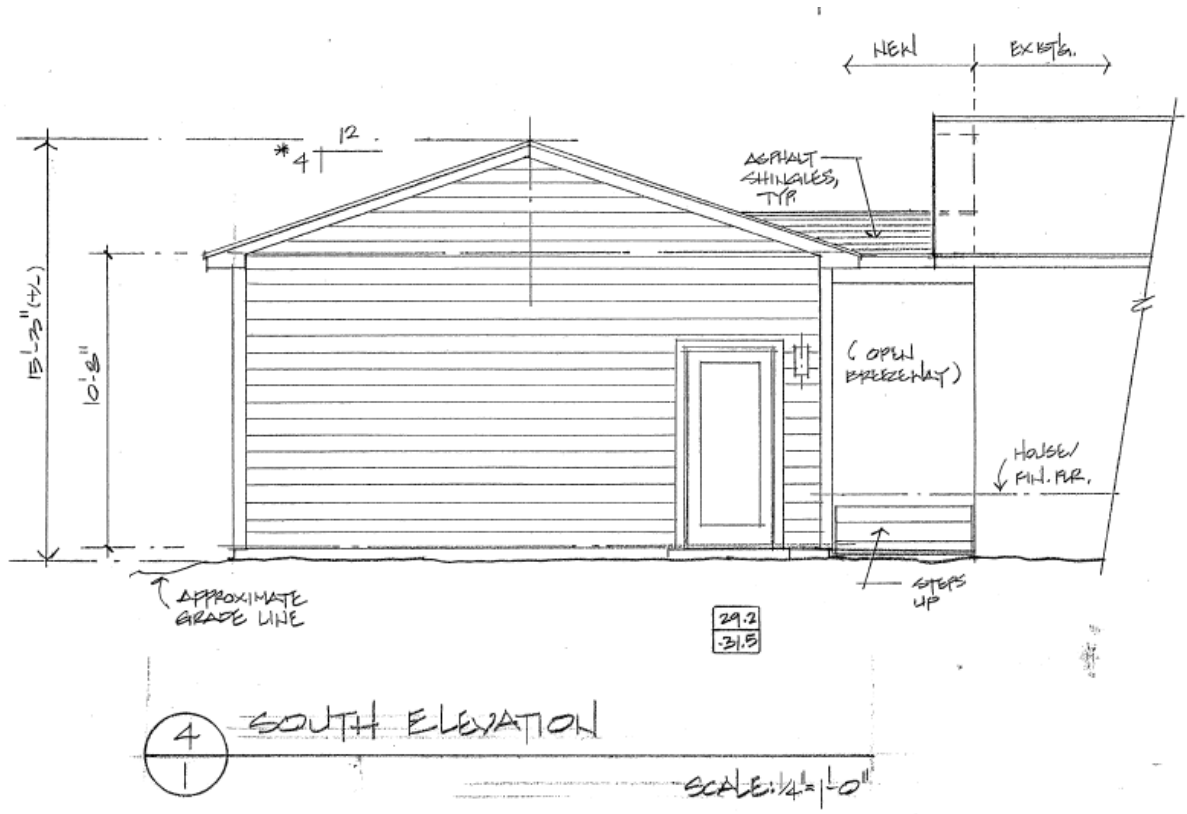 NEW
EXIST'G.
12
* 4
ASPHALT
SHINGLES,
TYP.
15'-3" (+/-)
10'-8"
( OPEN
BREEZEWAY )
HOUSE/
FIN. FLR.
APPROXIMATE
GRADE LINE
STEPS
UP
29.2
.31.5
4
1
SOUTH ELEVATION
SCALE: 1/4" = 1'-0"